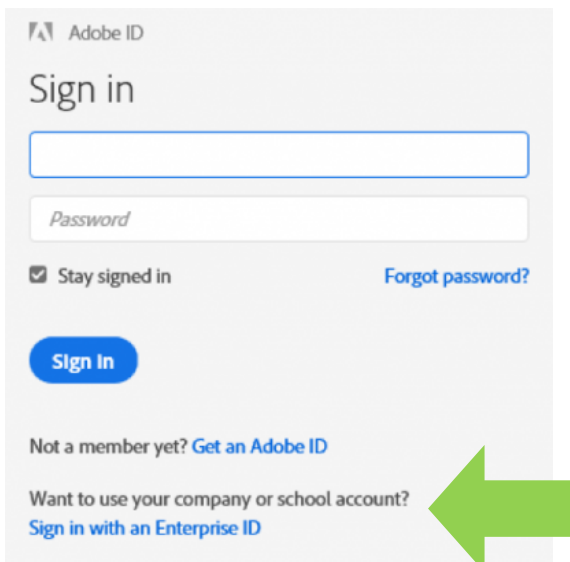 Adobe ID
Sign in
Password
Stay signed in Forgot password?
Sign In
Not a member yet? Get an Adobe ID
Want to use your company or school account?
Sign in with an Enterprise ID